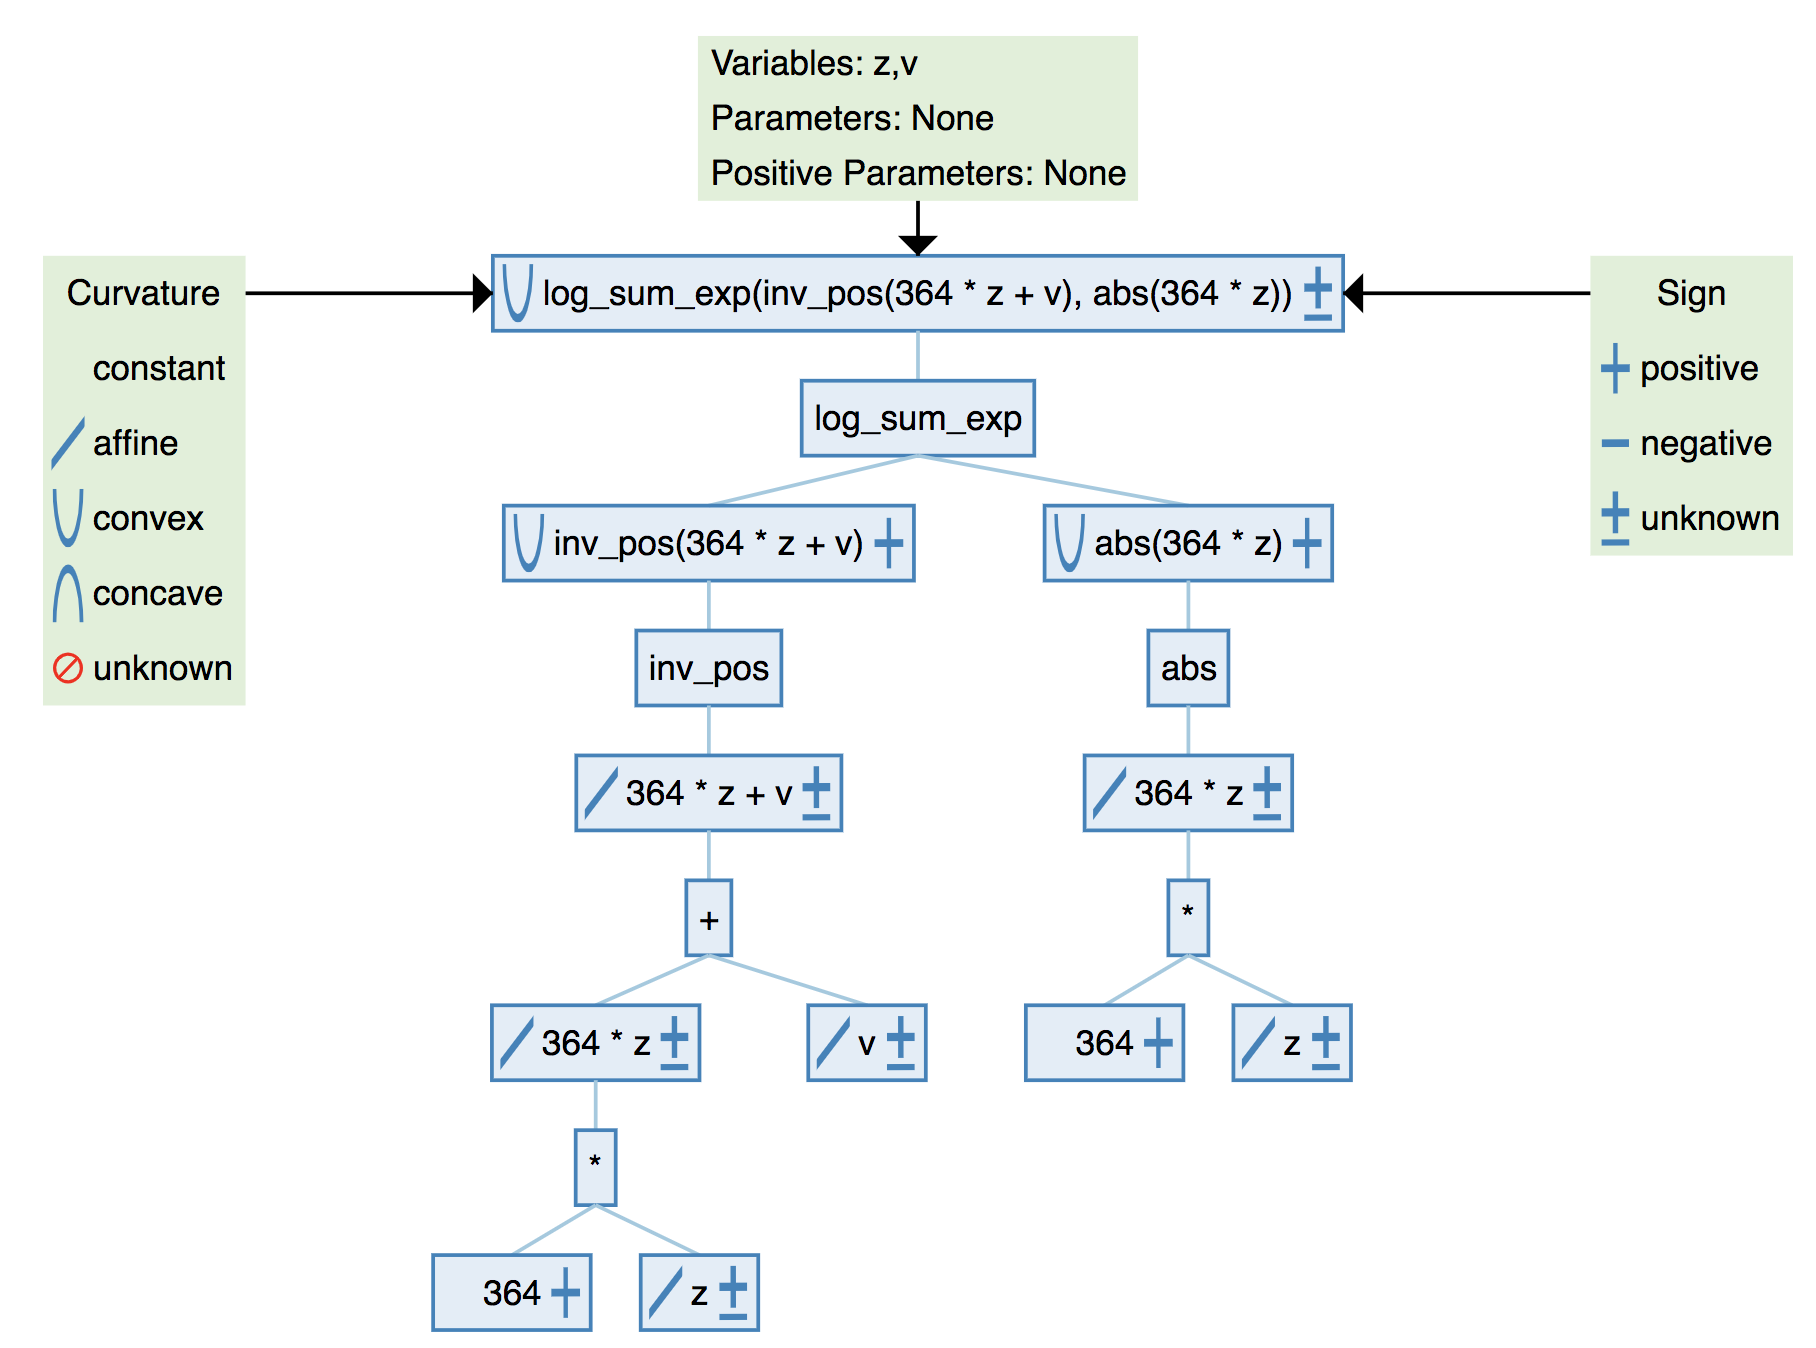 Variables: z,v
Parameters: None
Positive Parameters: None
Curvature
constant
affine
convex
concave
unknown
log_sum_exp(inv_pos(364 * z + v), abs(364 * z))
Sign
positive
negative
unknown
log_sum_exp
inv_pos(364 * z + v)
abs(364 * z)
inv_pos
abs
364 * z + v
364 * z
+
*
364 * z
v
364
z
*
364
z